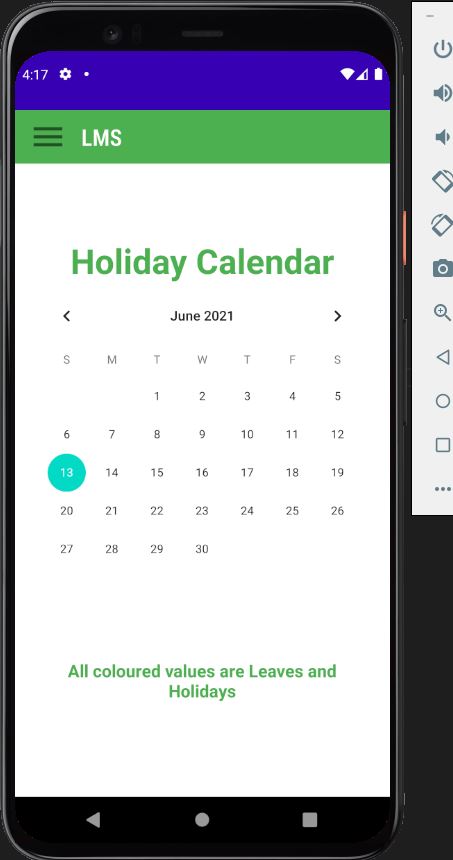 4:17
LMS
Holiday Calendar
June 2021
S M T W T F S
1 2 3 4 5
6 7 8 9 10 11 12
13 14 15 16 17 18 19
20 21 22 23 24 25 26
27 28 29 30
All coloured values are Leaves and
Holidays